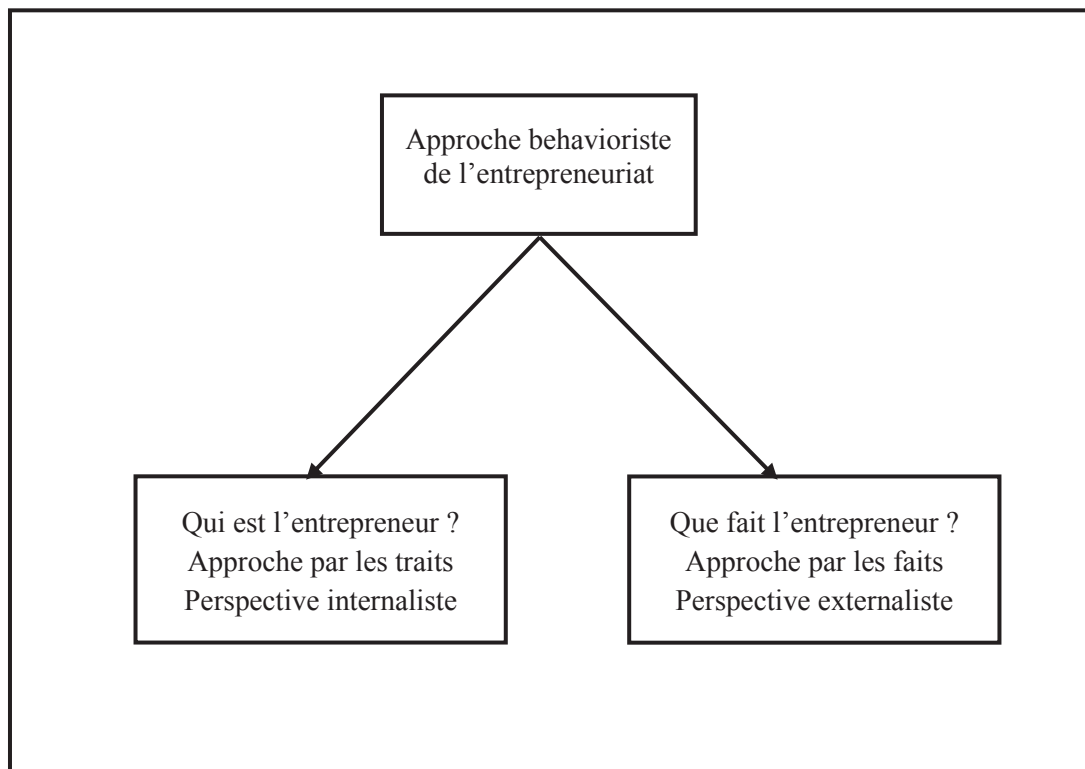 Approche behavioriste
de l’entrepreneuriat
Qui est l’entrepreneur ?
Approche par les traits
Perspective internaliste
Que fait l’entrepreneur ?
Approche par les faits
Perspective externaliste